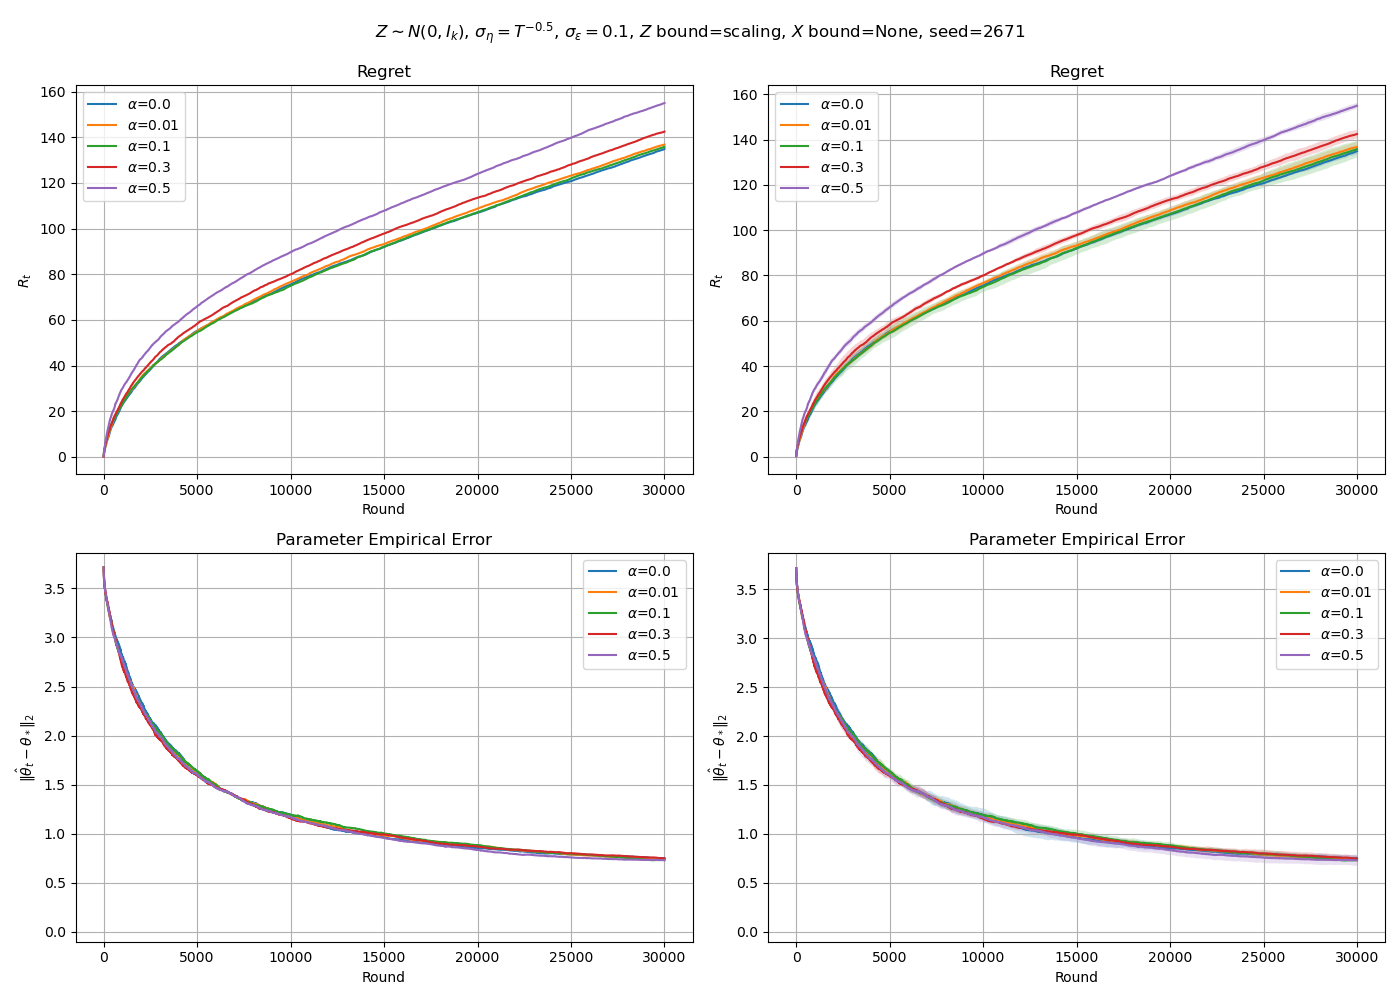 Z ∼ N(0, I_k), σ_η = T^{−0.5}, σ_ε = 0.1, Z bound=scaling, X bound=None, seed=2671
Regret
R_t
160
140
120
100
80
60
40
20
0
α=0.0
α=0.01
α=0.1
α=0.3
α=0.5
0 5000 10000 15000 20000 25000 30000
Round
Regret
R_t
160
140
120
100
80
60
40
20
0
α=0.0
α=0.01
α=0.1
α=0.3
α=0.5
0 5000 10000 15000 20000 25000 30000
Round
Parameter Empirical Error
‖θ̂_t − θ_*‖_2
3.5
3.0
2.5
2.0
1.5
1.0
0.5
0.0
α=0.0
α=0.01
α=0.1
α=0.3
α=0.5
0 5000 10000 15000 20000 25000 30000
Round
Parameter Empirical Error
‖θ̂_t − θ_*‖_2
3.5
3.0
2.5
2.0
1.5
1.0
0.5
0.0
α=0.0
α=0.01
α=0.1
α=0.3
α=0.5
0 5000 10000 15000 20000 25000 30000
Round